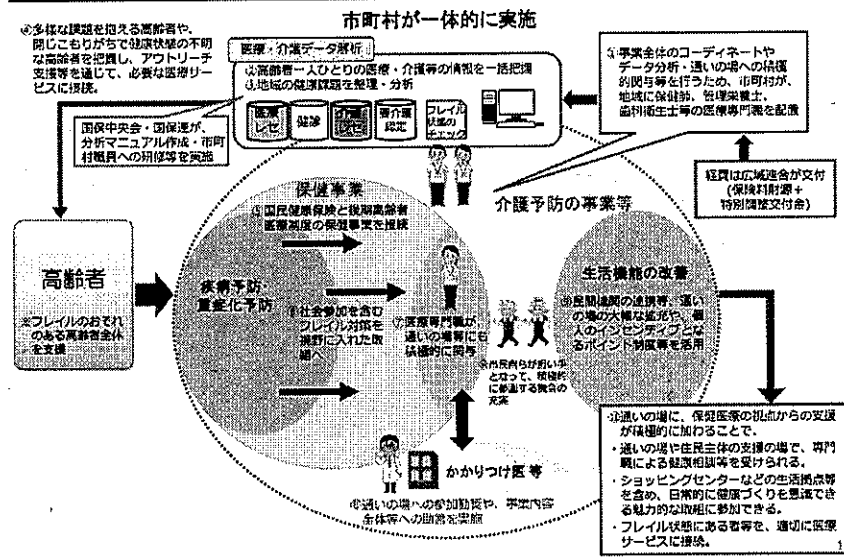 市町村が一体的に実施
④多様な課題を抱える高齢者や、
閉じこもりがちで健康状態の不明
な高齢者を把握し、アウトリーチ
支援等を通じて、必要な医療サー
ビスに接続。
医療・介護データ解析
②高齢者一人ひとりの医療・介護等の情報を一括把握
③地域の健康課題を整理・分析
医療
レセ
健診
介護
レセ
要介護
認定
フレイル
状態の
チェック
①事業全体のコーディネートや
データ分析・通いの場への積極
的関与等を行うため、市町村が、
地域に保健師、管理栄養士、
歯科衛生士等の医療専門職を配置
国保中央会・国保連が、
分析マニュアル作成・市町
村職員への研修等を実施
経費は広域連合が交付
(保険料財源+
特別調整交付金)
保健事業
介護予防の事業等
⑤国民健康保険と後期高齢者
医療制度の保健事業を接続
高齢者
フレイルのおそれ
のある高齢者全体
を支援
疾病予防・
重症化予防
⑥社会参加を含む
フレイル対策を
視野に入れた取
組へ
⑦医療専門職が
通いの場等にも
積極的に関与
生活機能の改善
民間機関の連携等、通い
の場の大幅な拡充や、個
人のインセンティブとな
るポイント制度等を活用
市民自らが担い手
となって、積極的
に参画する機会の
充実
かかりつけ医 等
通いの場への参加勧奨や、事業内容
全体等への助言を実施
通いの場に、保健医療の視点からの支援
が積極的に加わることで、
・通いの場や住民主体の支援の場で、専門
職による健康相談等を受けられる。
・ショッピングセンターなどの生活拠点等
を含め、日常的に健康づくりを意識でき
る魅力的な取組に参加できる。
・フレイル状態にある者等を、適切に医療
サービスに接続。
1